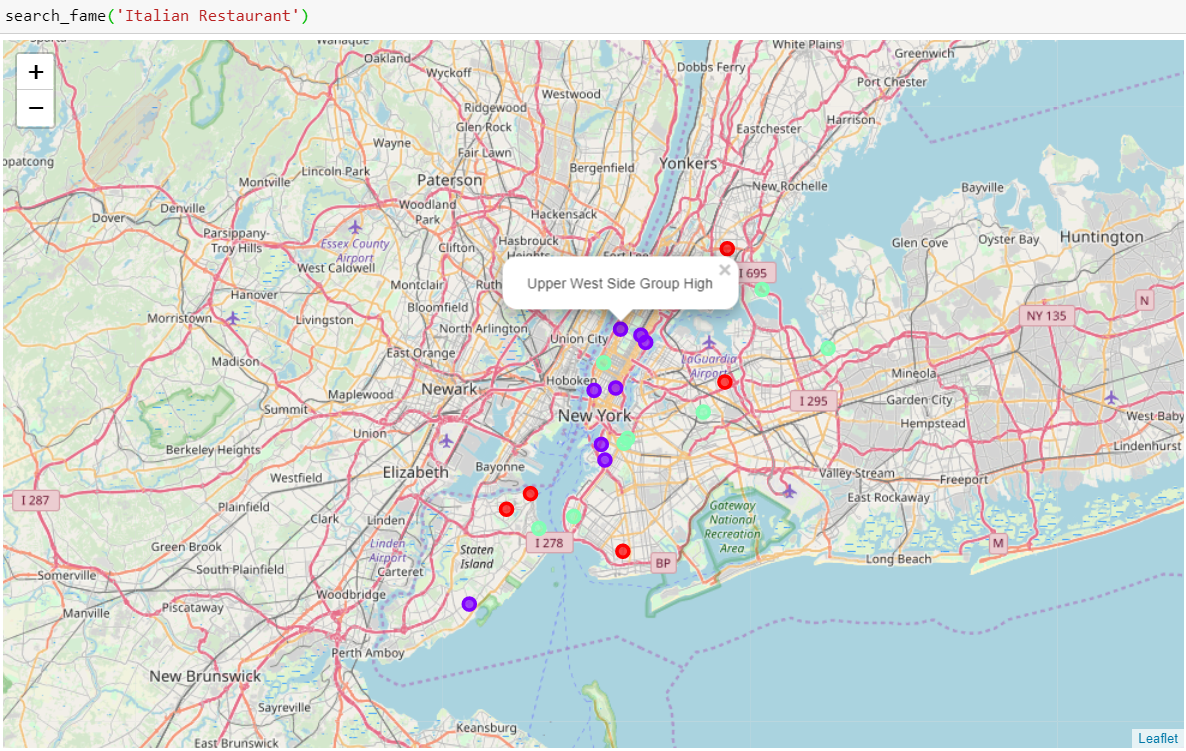 search_fame('Italian Restaurant')
+
−
Oakland
White Plains
Greenwich
Wyckoff
Dobbs Ferry
Port Chester
Westwood
Ridgewood
Harrison
Glen Rock
Eastchester
Wayne
Fair Lawn
Yonkers
opatcong
Lincoln Park
Bergenfield
Montville
Paterson
New Rochelle
Bayville
Denville
Woodland
Park
Hackensack
Dover
Parsippany-
Troy Hills
Essex County
Airport
Clifton
Hasbrouck
Heights
Fort Lee
Glen Cove
Oyster Bay
Huntington
West Caldwell
×
I 695
Montclair
Ruth
Upper West Side Group High
Hanover
Bloomfield
N
Morristown
Livingston
North Arlington
Union City
NY 135
Madison
East Orange
LaGuardia
Airport
Mineola
Maplewood
Newark
Hoboken
Summit
New York
I 295
Garden City
West Baby
Union
Hempstead
Berkeley Heights
Lindenhurst
Westfield
Elizabeth
Bayonne
Valley Stream
Freeport
I 287
Plainfield
East Rockaway
Clark
Linden
Gateway
National
Recreation
Area
Green Brook
Linden
Airport
Staten
Island
I 278
M
South Plainfield
Carteret
BP
Long Beach
Somerville
Woodbridge
Manville
Piscataway
Perth Amboy
New Brunswick
Sayreville
Keansburg
East Brunswick
Leaflet